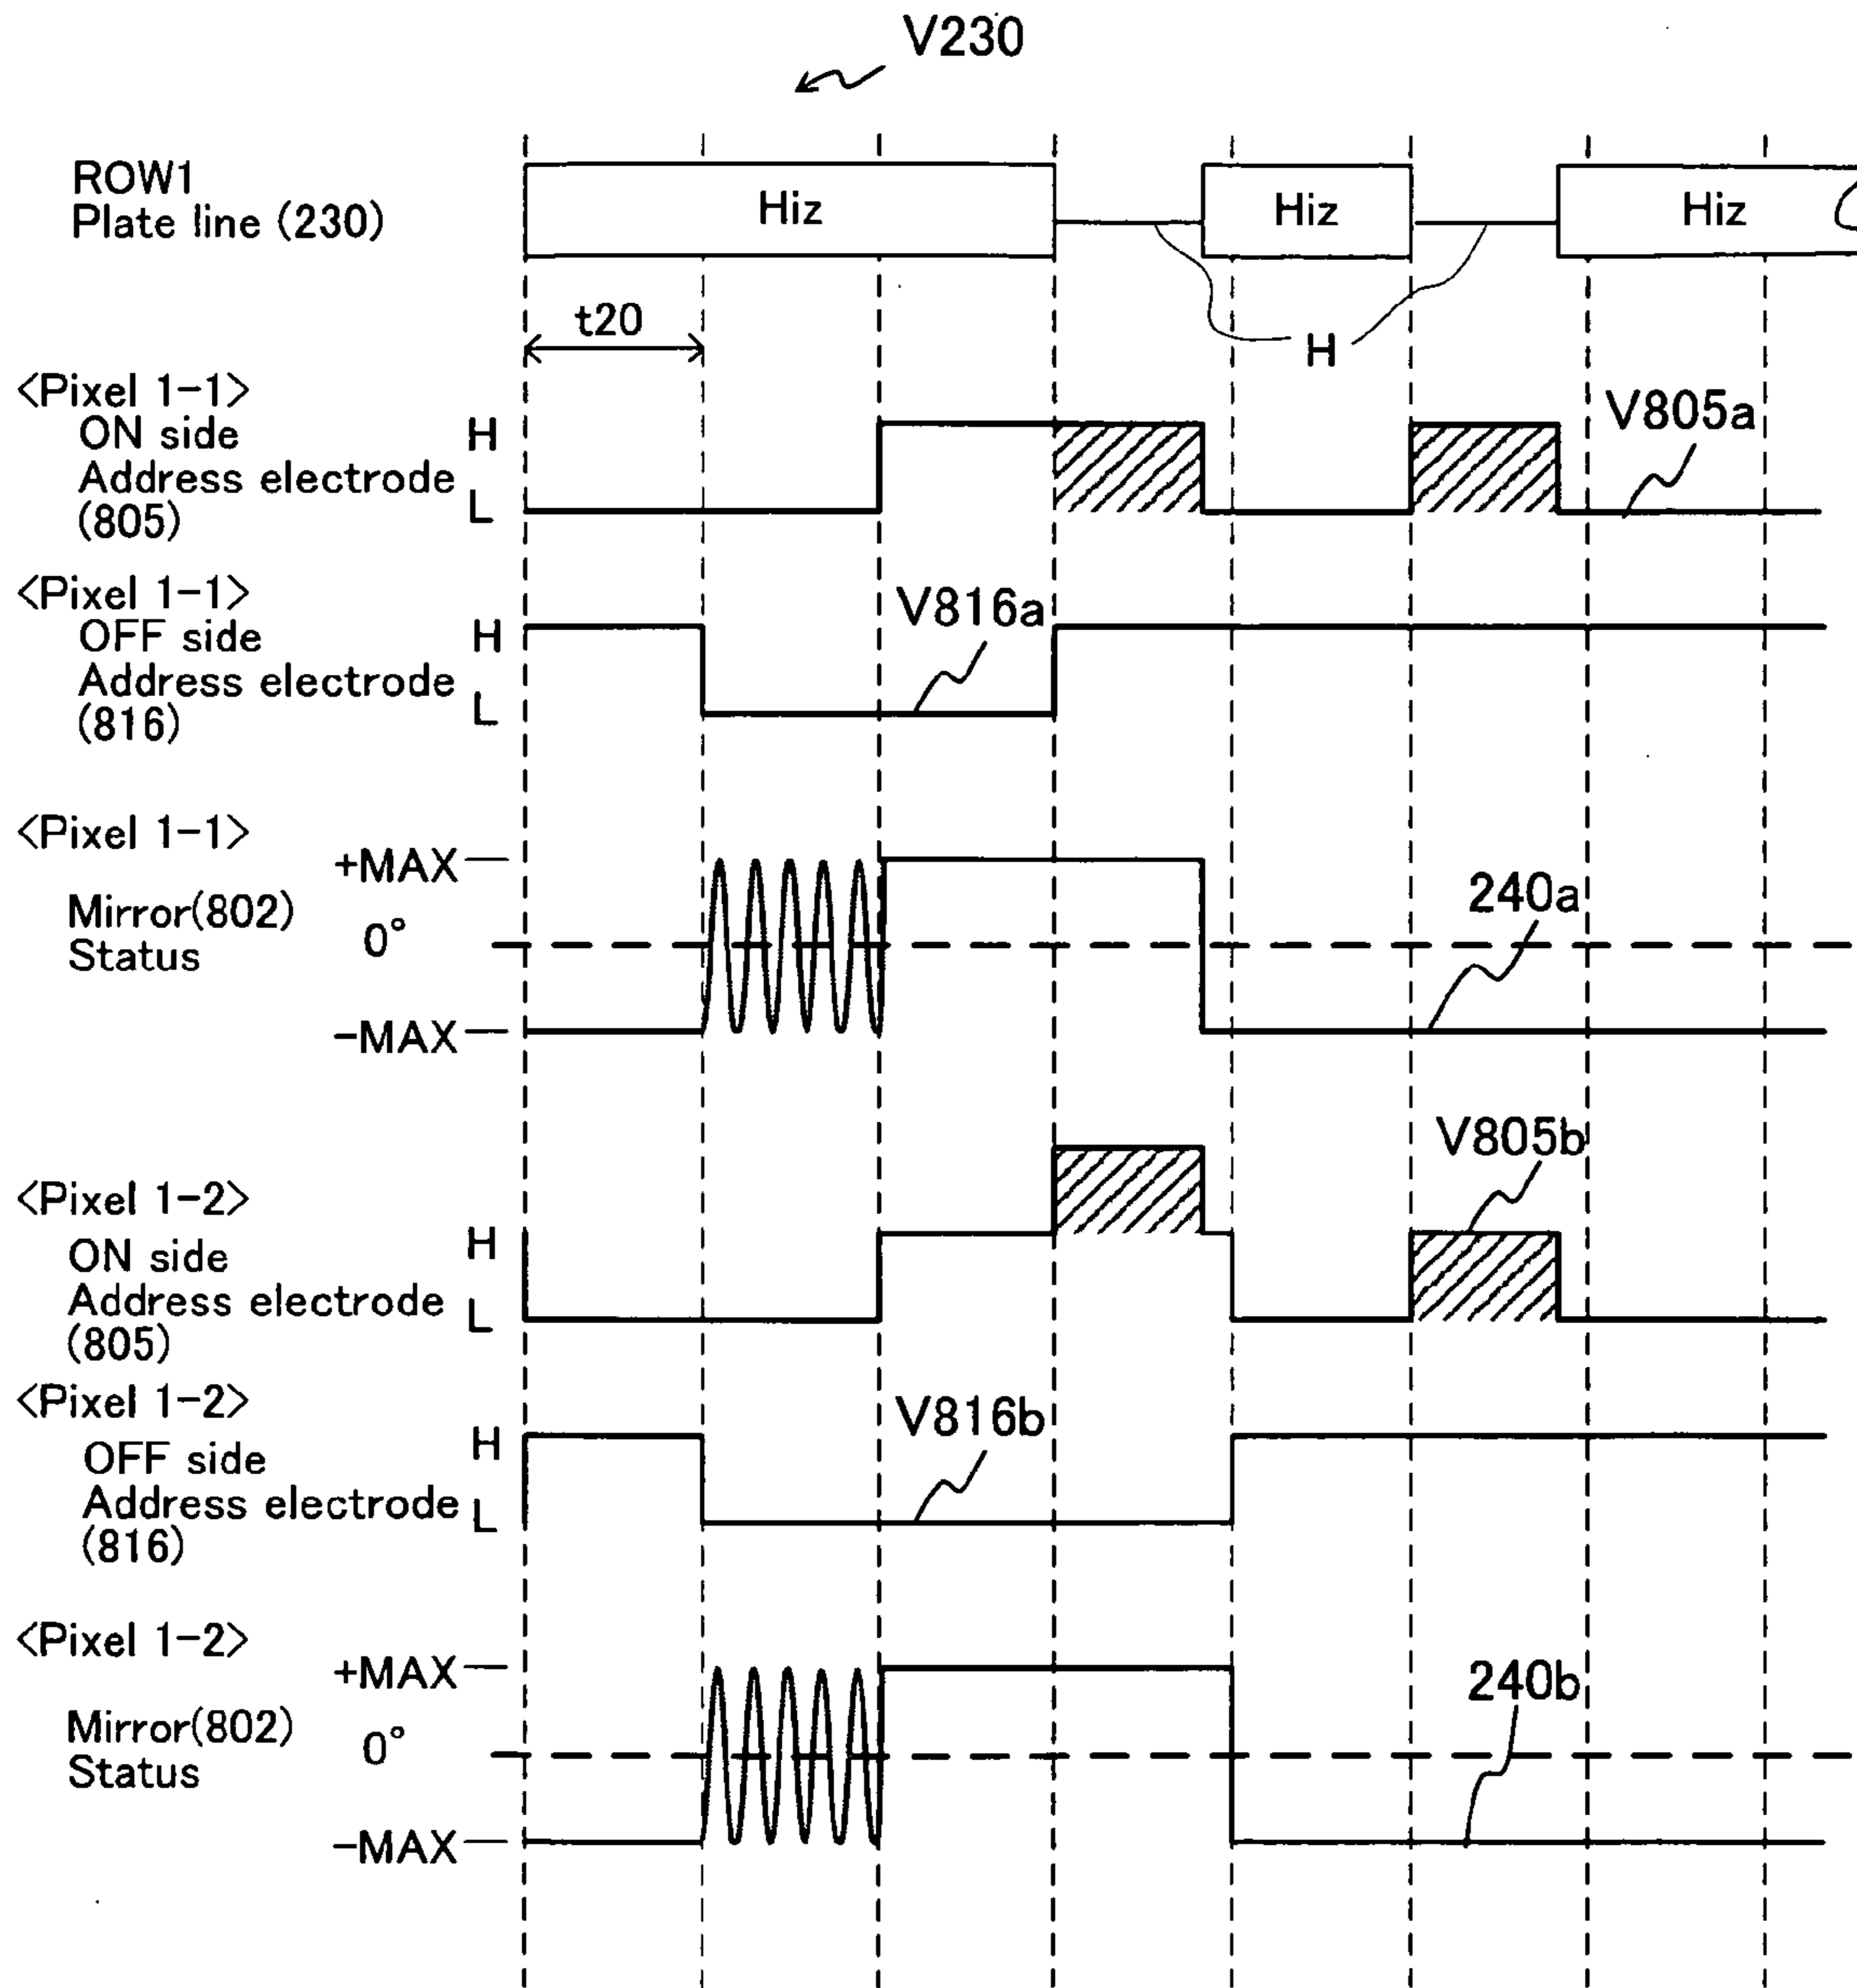 V230
ROW1
Plate line (230)
Hiz
Hiz
Hiz
t20
H
<Pixel 1-1>
ON side
Address electrode
(805)
H
L
V805a
<Pixel 1-1>
OFF side
Address electrode
(816)
H
L
V816a
<Pixel 1-1>
Mirror(802)
Status
+MAX
0°
-MAX
240a
<Pixel 1-2>
ON side
Address electrode
(805)
H
L
V805b
<Pixel 1-2>
OFF side
Address electrode
(816)
H
L
V816b
<Pixel 1-2>
Mirror(802)
Status
+MAX
0°
-MAX
240b